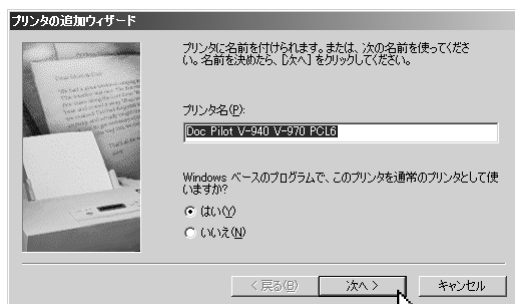 プリンタの追加ウィザード
プリンタに名前を付けられます。または、次の名前を使ってくださ
い。名前を決めたら、[次へ] をクリックしてください。
プリンタ名(P):
Doc Pilot V-940 V-970 PCL6
Windows ベースのプログラムで、このプリンタを通常のプリンタとして使
いますか?
はい(Y)
いいえ(N)
< 戻る(B)
次へ >
キャンセル